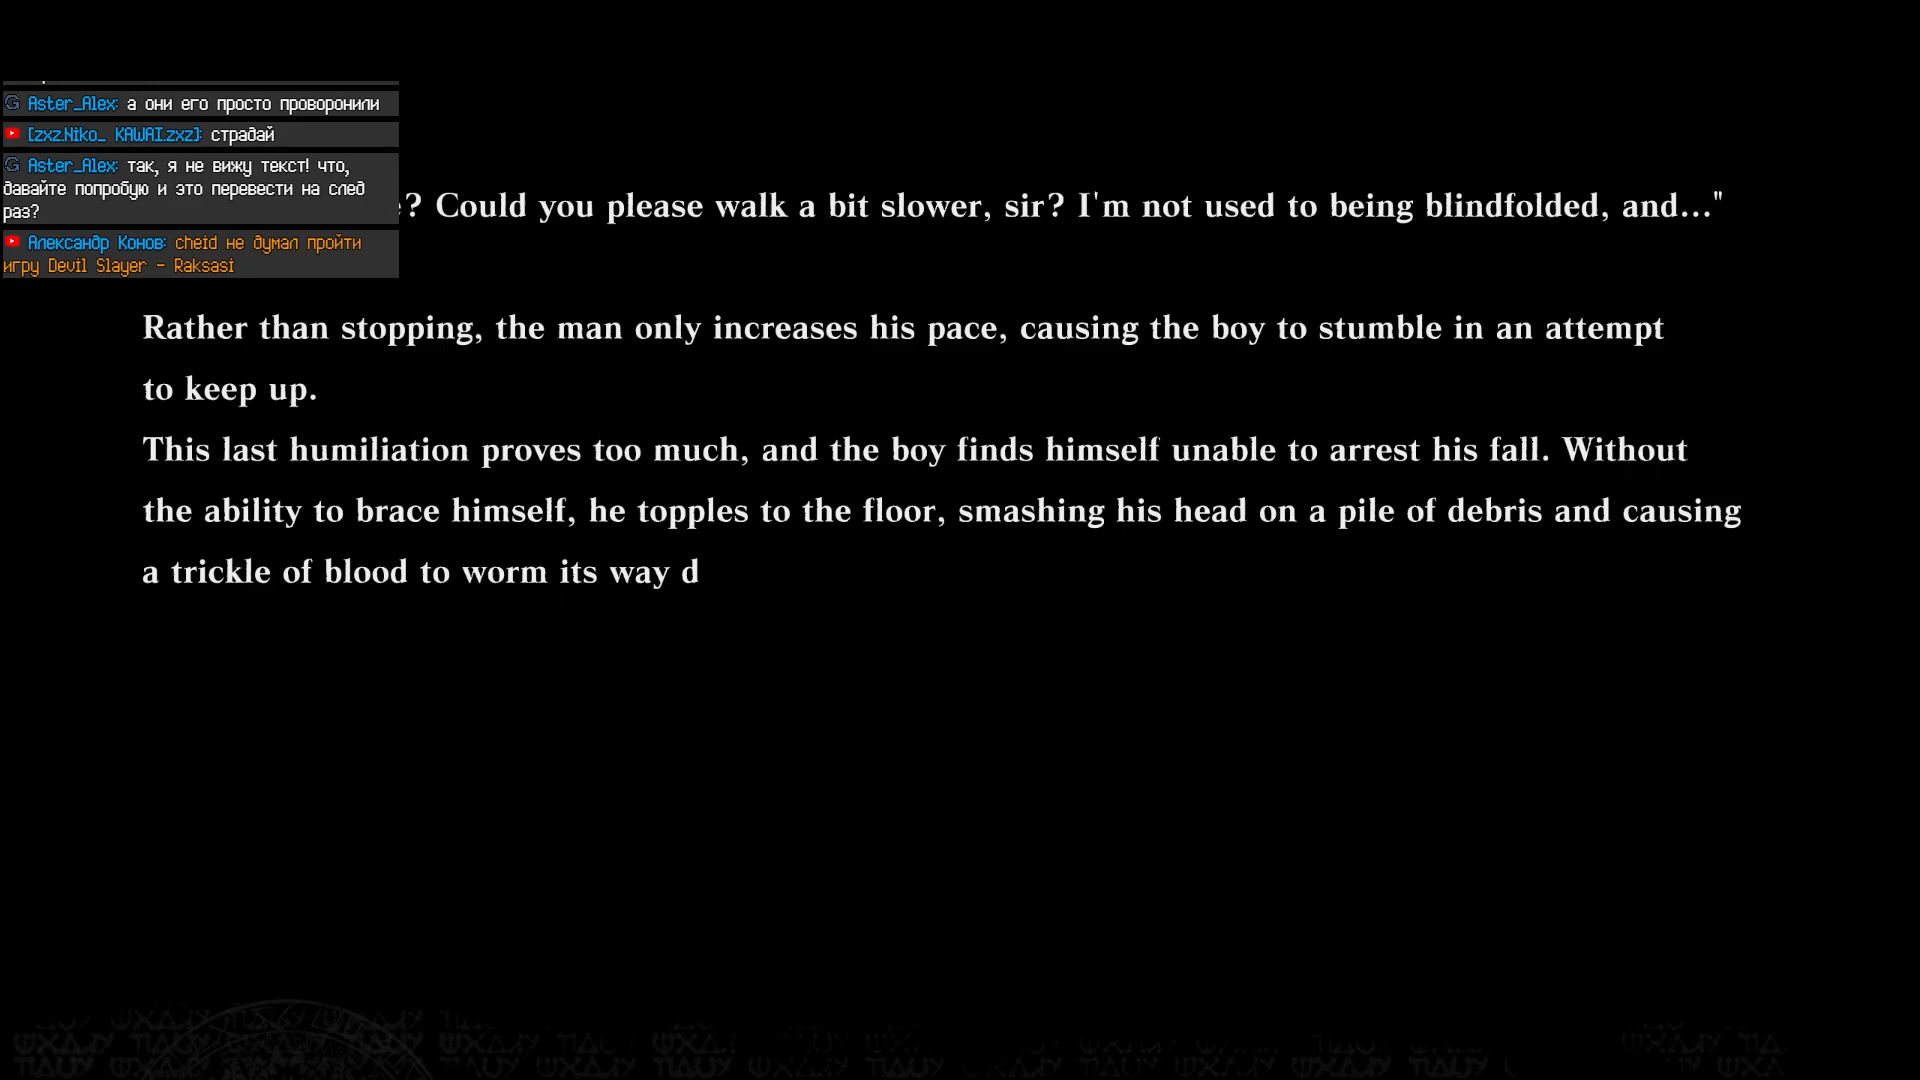 Aster_Alex: а они его просто проворонили
[zxz.Niko_ KAWAI.zxz]: страдай
Aster_Alex: так, я не вижу текст! что,
давайте попробую и это перевести на след
раз?
Александр Конов: cheid не думал пройти
игру Devil Slayer - Raksasi
? Could you please walk a bit slower, sir? I'm not used to being blindfolded, and..."
Rather than stopping, the man only increases his pace, causing the boy to stumble in an attempt
to keep up.
This last humiliation proves too much, and the boy finds himself unable to arrest his fall. Without
the ability to brace himself, he topples to the floor, smashing his head on a pile of debris and causing
a trickle of blood to worm its way d